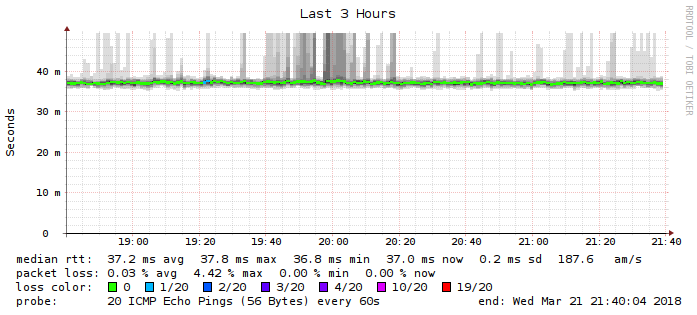 Last 3 Hours
RRDTOOL / TOBI OETIKER
Seconds
40 m
30 m
20 m
10 m
0
19:00 19:20 19:40 20:00 20:20 20:40 21:00 21:20 21:40
median rtt: 37.2 ms avg 37.8 ms max 36.8 ms min 37.0 ms now 0.2 ms sd 187.6 am/s
packet loss: 0.03 % avg 4.42 % max 0.00 % min 0.00 % now
loss color: 0 1/20 2/20 3/20 4/20 10/20 19/20
probe: 20 ICMP Echo Pings (56 Bytes) every 60s end: Wed Mar 21 21:40:04 2018